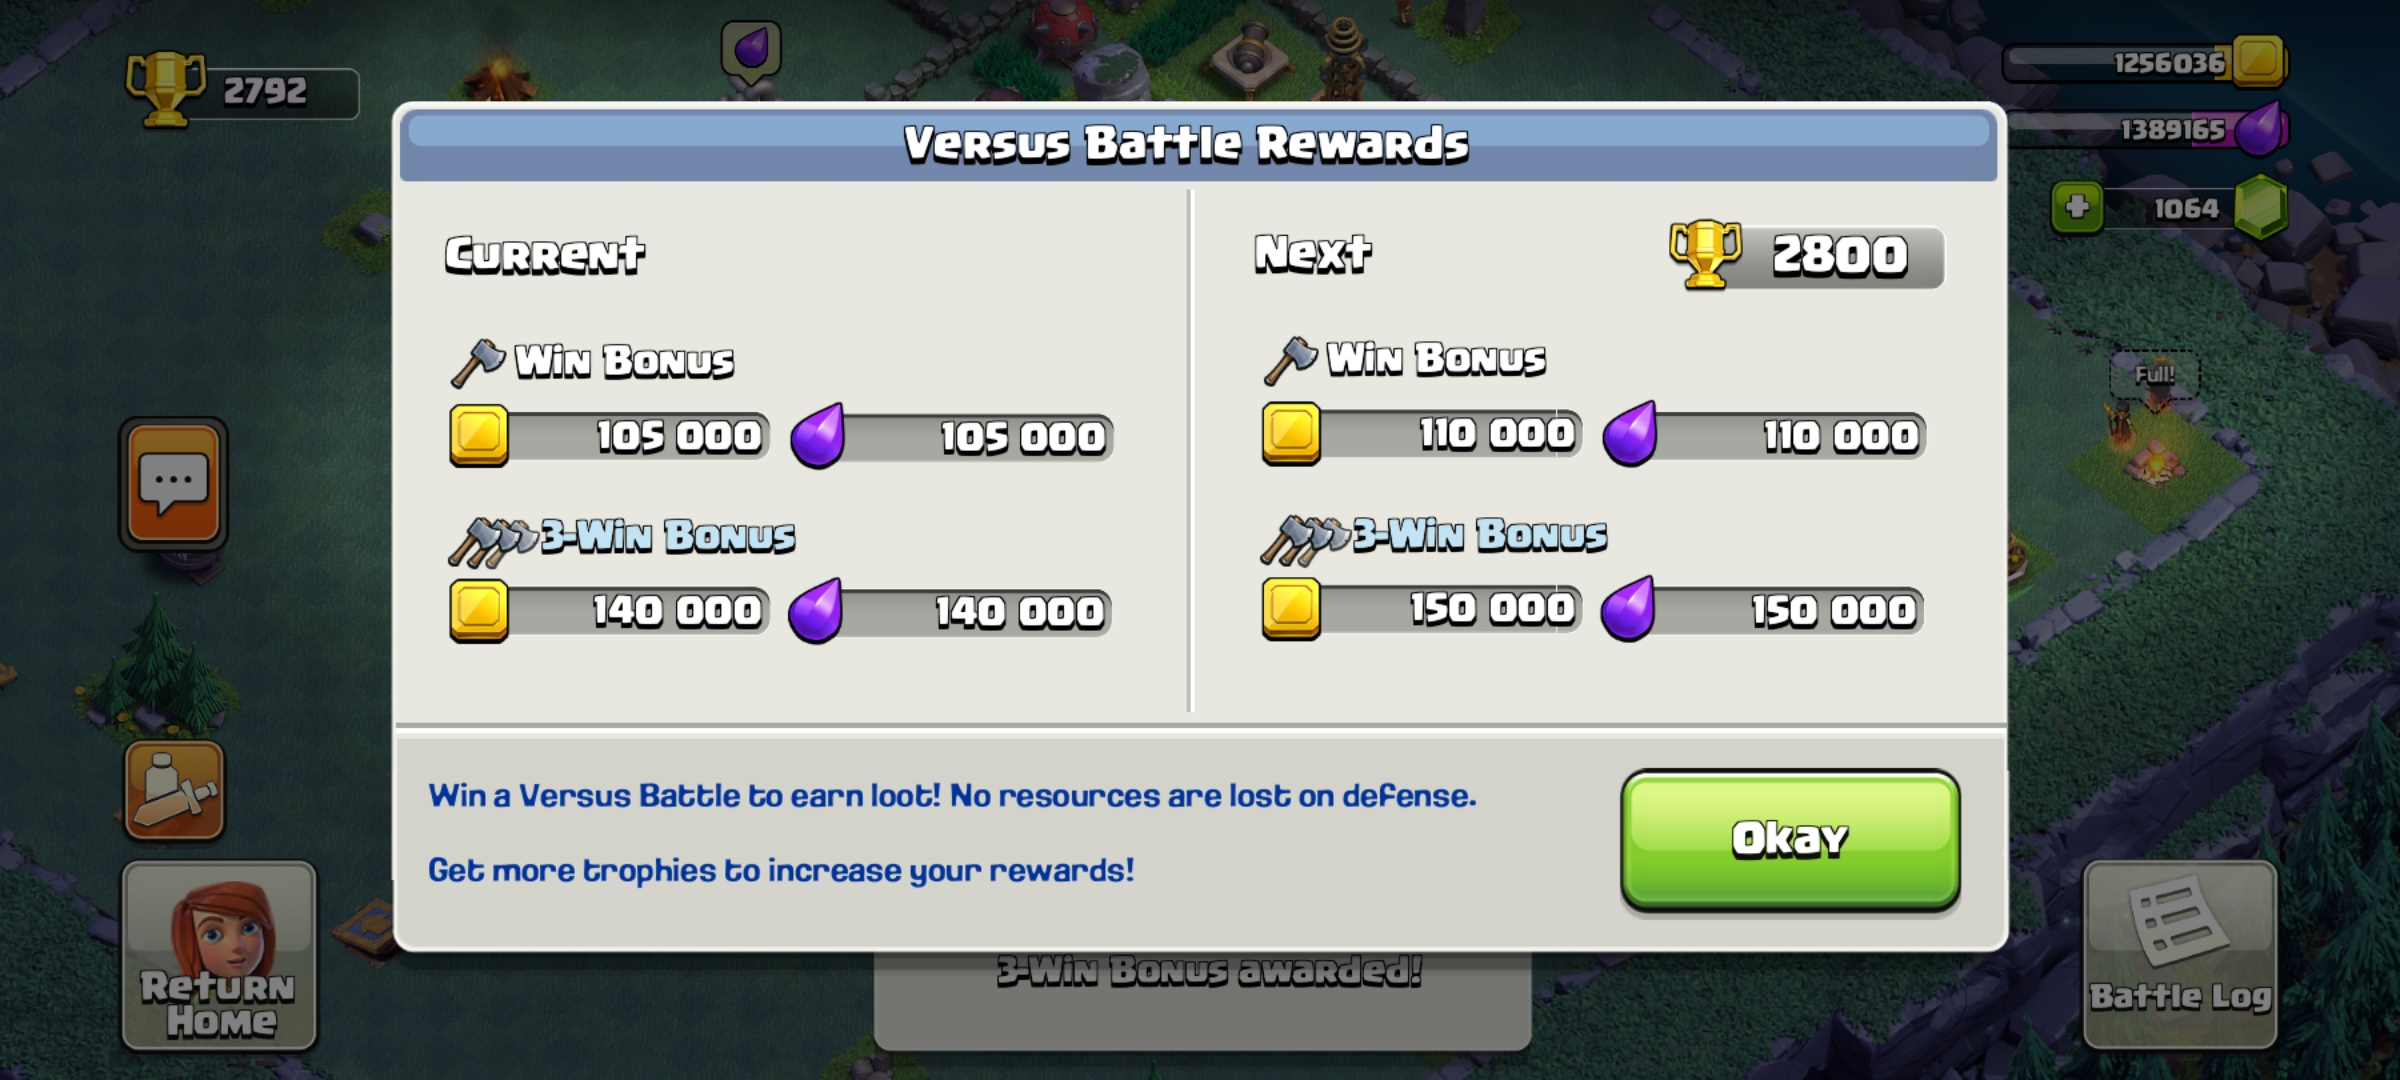 2792
1256036
1389165
1064
Versus Battle Rewards
Current
Win Bonus
105 000 105 000
3-Win Bonus
140 000 140 000
Next 2800
Win Bonus
110 000 110 000
3-Win Bonus
150 000 150 000
Full!
Win a Versus Battle to earn loot! No resources are lost on defense.
Get more trophies to increase your rewards!
Okay
3-Win Bonus awarded!
Return
Home
Battle Log